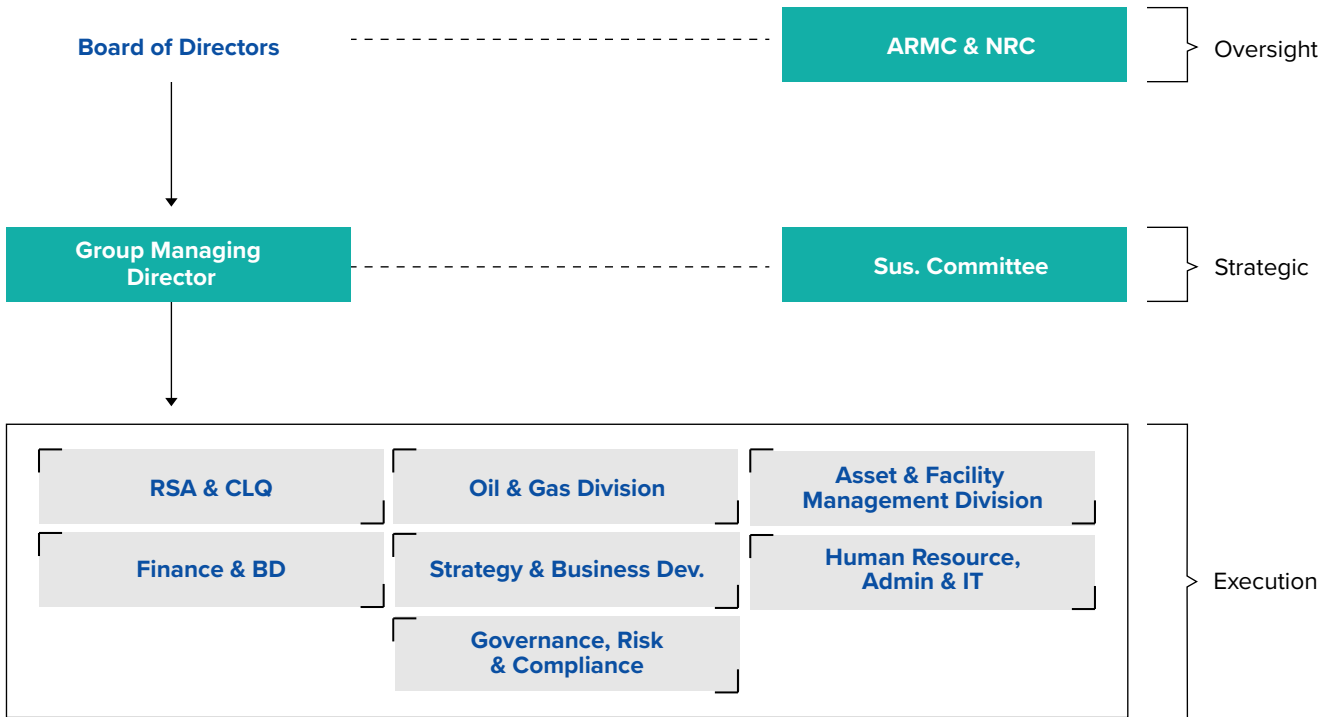 Board of Directors
ARMC & NRC
Oversight
Group Managing
Director
Sus. Committee
Strategic
RSA & CLQ
Oil & Gas Division
Asset & Facility
Management Division
Finance & BD
Strategy & Business Dev.
Human Resource,
Admin & IT
Execution
Governance, Risk
& Compliance